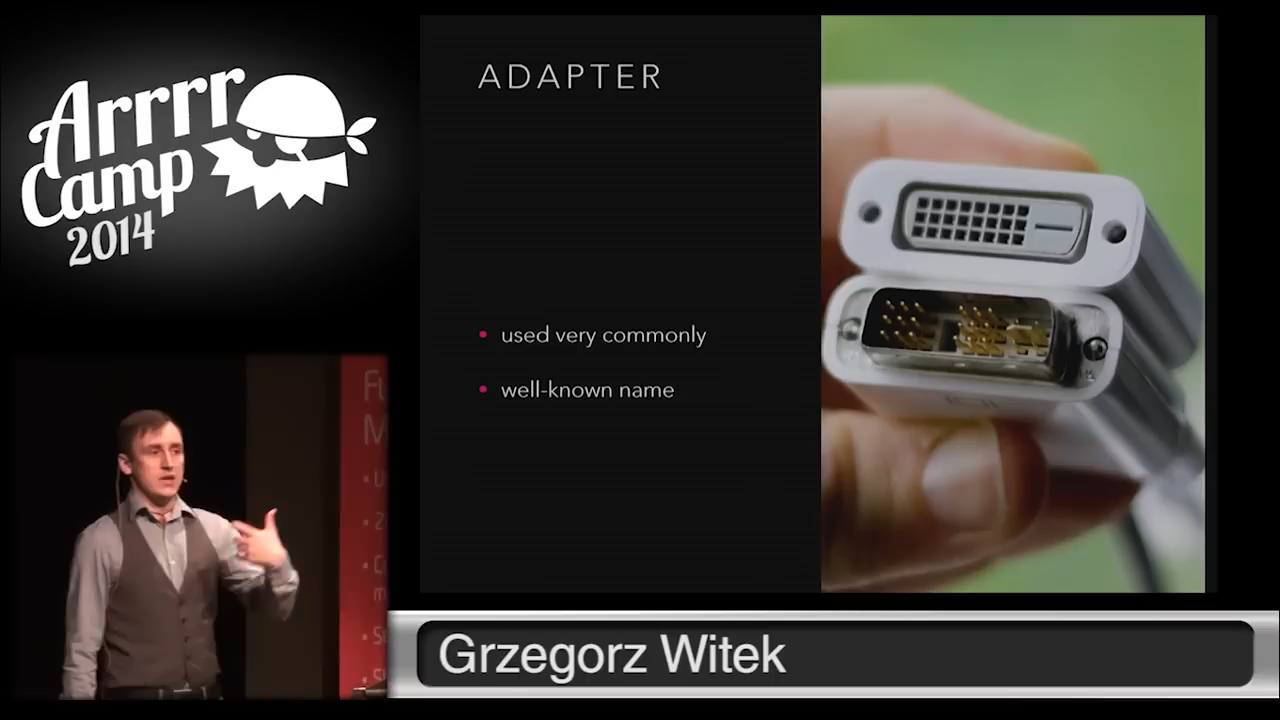 Arrrr
Camp
2014
ADAPTER
• used very commonly
• well-known name
Grzegorz Witek